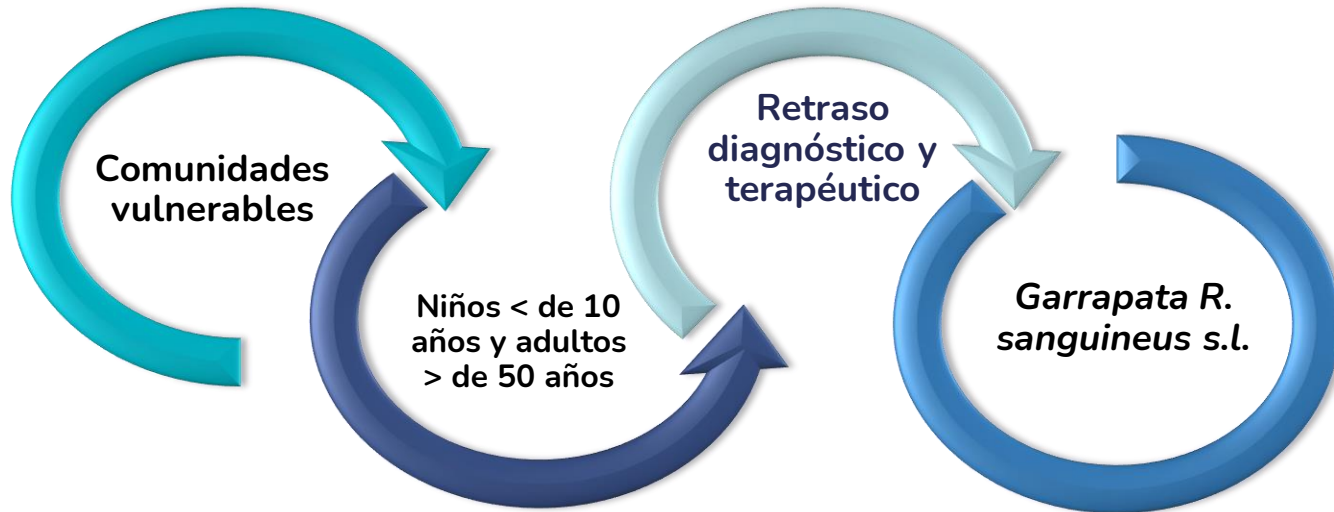 Comunidades
vulnerables
Niños < de 10
años y adultos
> de 50 años
Retraso
diagnóstico y
terapéutico
Garrapata R.
sanguineus s.l.